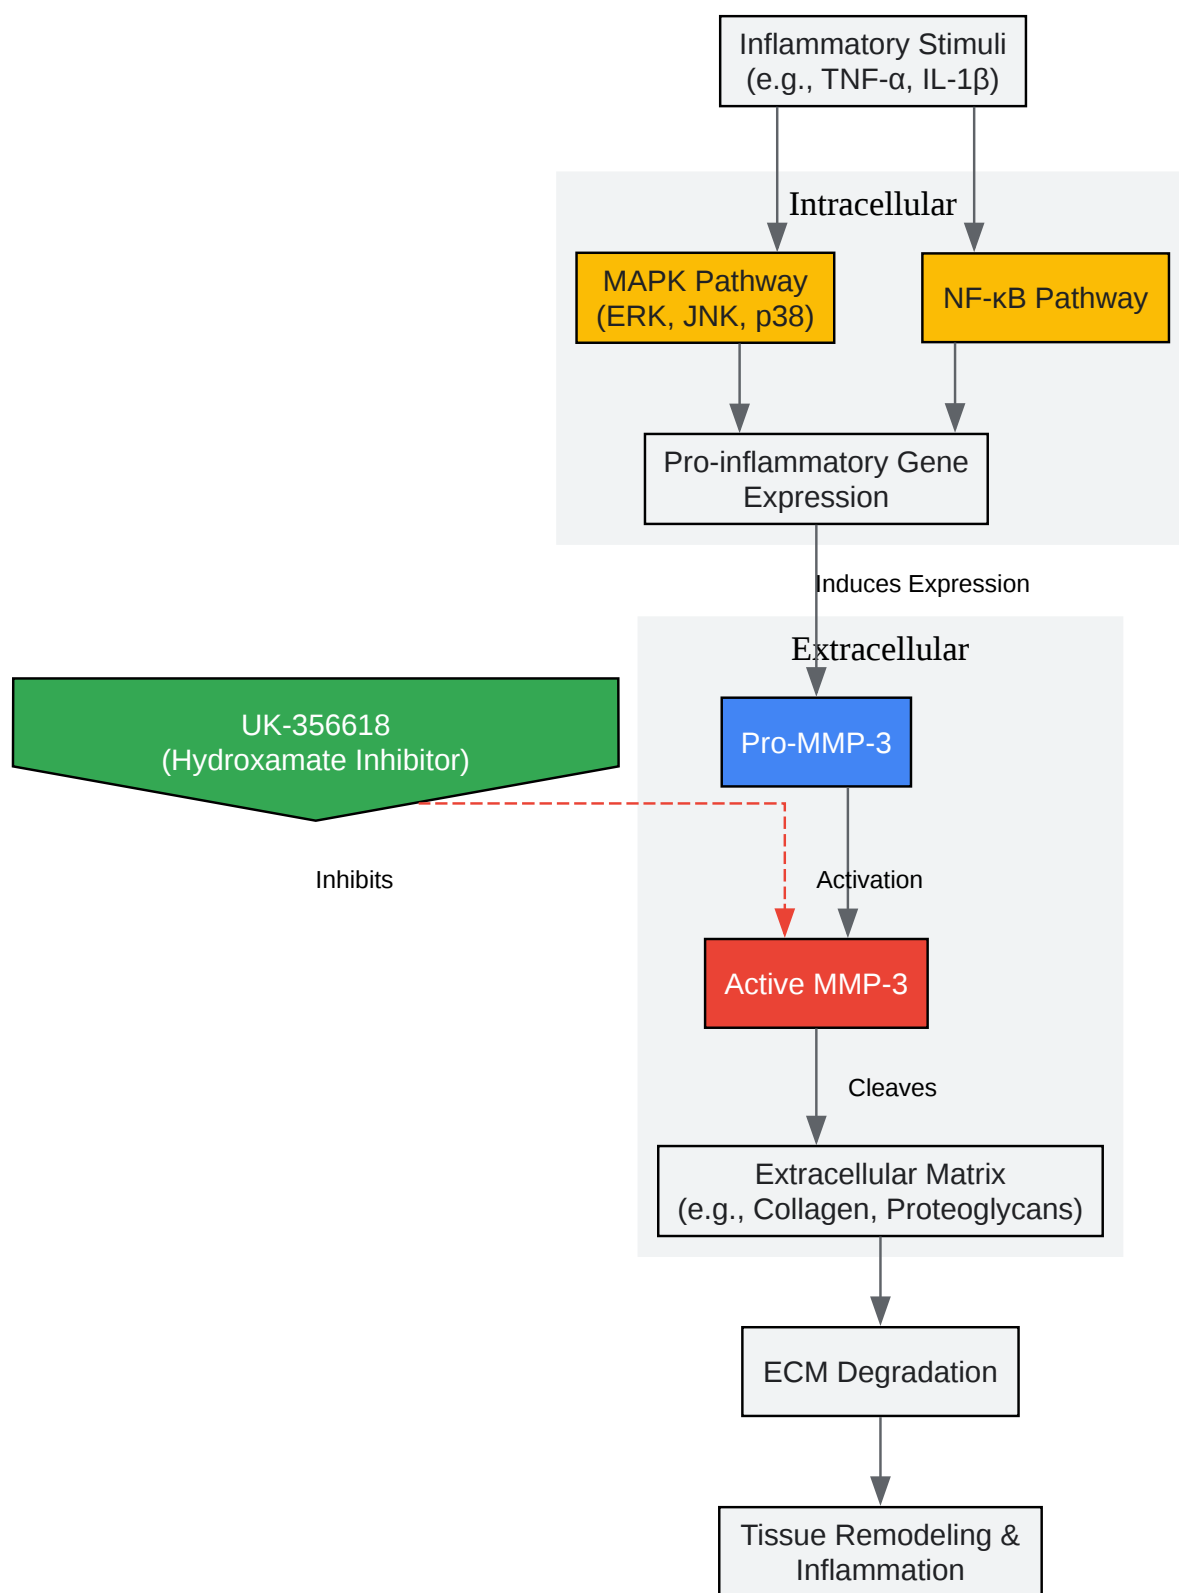 Inflammatory Stimuli
(e.g., TNF-α, IL-1β)
Intracellular
MAPK Pathway
(ERK, JNK, p38)
NF-κB Pathway
Pro-inflammatory Gene
Expression
Induces Expression
Extracellular
UK-356618
(Hydroxamate Inhibitor)
Pro-MMP-3
Inhibits
Activation
Active MMP-3
Cleaves
Extracellular Matrix
(e.g., Collagen, Proteoglycans)
ECM Degradation
Tissue Remodeling &
Inflammation